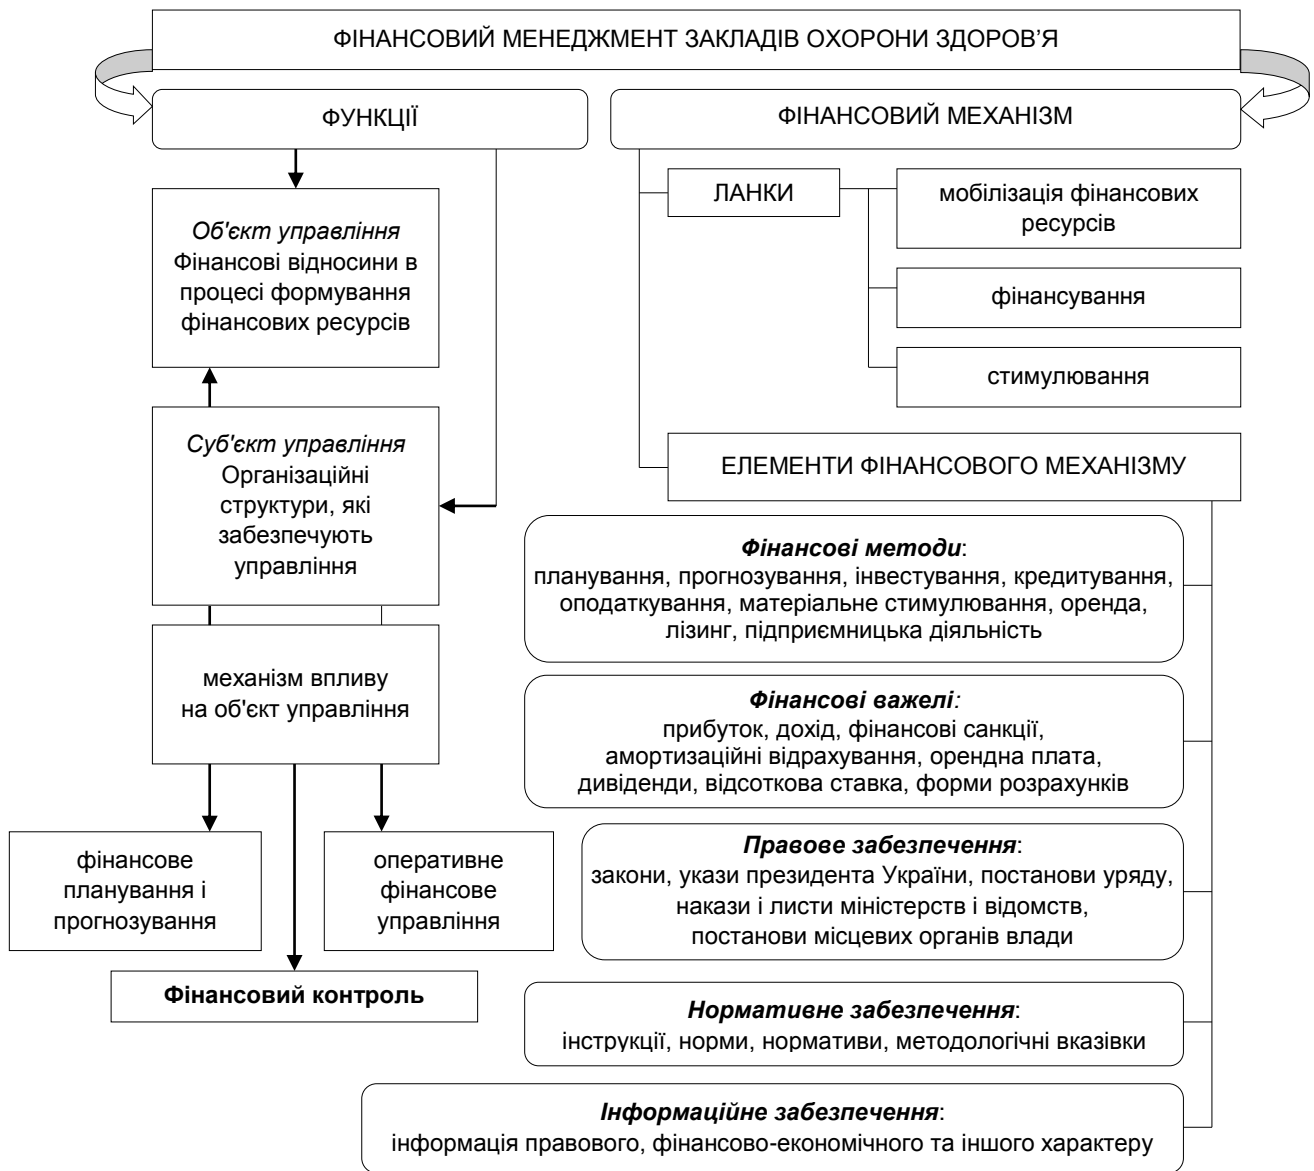 ФІНАНСОВИЙ МЕНЕДЖМЕНТ ЗАКЛАДІВ ОХОРОНИ ЗДОРОВ’Я
ФУНКЦІЇ
Об'єкт управління
Фінансові відносини в
процесі формування
фінансових ресурсів
Суб'єкт управління
Організаційні
структури, які
забезпечують
управління
механізм впливу
на об'єкт управління
фінансове
планування і
прогнозування
оперативне
фінансове
управління
Фінансовий контроль
ФІНАНСОВИЙ МЕХАНІЗМ
ЛАНКИ
мобілізація фінансових
ресурсів
фінансування
стимулювання
ЕЛЕМЕНТИ ФІНАНСОВОГО МЕХАНІЗМУ
Фінансові методи:
планування, прогнозування, інвестування, кредитування,
оподаткування, матеріальне стимулювання, оренда,
лізинг, підприємницька діяльність
Фінансові важелі:
прибуток, дохід, фінансові санкції,
амортизаційні відрахування, орендна плата,
дивіденди, відсоткова ставка, форми розрахунків
Правове забезпечення:
закони, укази президента України, постанови уряду,
накази і листи міністерств і відомств,
постанови місцевих органів влади
Нормативне забезпечення:
інструкції, норми, нормативи, методологічні вказівки
Інформаційне забезпечення:
інформація правового, фінансово-економічного та іншого характеру